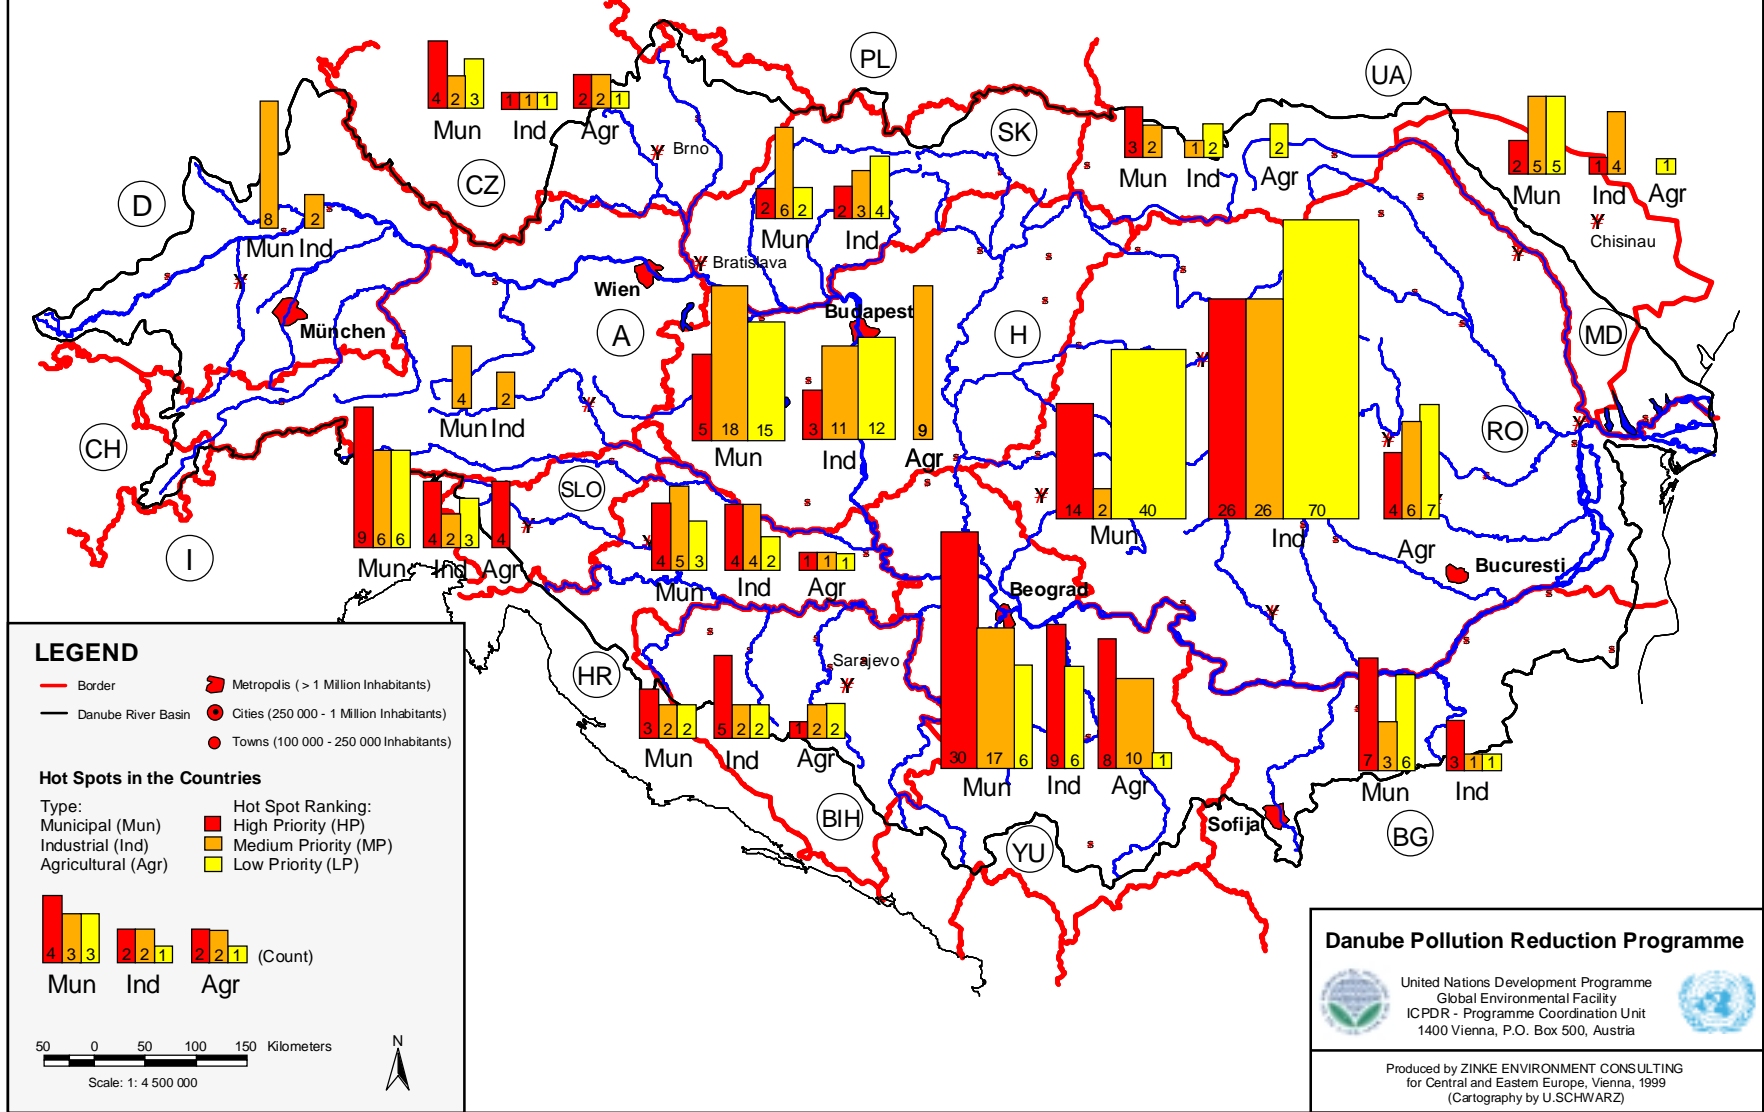 PL
UA
4 2 3
Mun
1 1 1
Ind
2 2 1
Agr
SK
CZ
Brno
D
8
2
Mun Ind
2 6 2
Mun
2 3 4
Ind
3 2
Mun
1 2
Ind
2
Agr
2 5 5
Mun
1 4
Ind
1
Agr
Chisinau
Bratislava
Wien
München
A
Budapest
H
MD
4
2
Mun Ind
5 18 15
Mun
3 11 12
Ind
9
Agr
CH
RO
SLO
I
9 6 6
Mun
4 2 3
Ind
4
Agr
4 5 3
Mun
4 4 2
Ind
1 1 1
Agr
14 2 40
Mun
26 26 70
Ind
4 6 7
Agr
Bucuresti
Beograd
Sarajevo
HR
3 2 2
Mun
5 2 2
Ind
1 2 2
Agr
BIH
30 17 6
Mun
9 6
Ind
8 10 1
Agr
YU
7 3 6
Mun
3 1 1
Ind
Sofija
BG
LEGEND
Border
Danube River Basin
Metropolis ( > 1 Million Inhabitants)
Cities (250 000 - 1 Million Inhabitants)
Towns (100 000 - 250 000 Inhabitants)
Hot Spots in the Countries
Type:
Municipal (Mun)
Industrial (Ind)
Agricultural (Agr)
Hot Spot Ranking:
High Priority (HP)
Medium Priority (MP)
Low Priority (LP)
4 3 3
Mun
2 2 1
Ind
2 2 1
Agr
(Count)
50 0 50 100 150 Kilometers
Scale: 1: 4 500 000
N
Danube Pollution Reduction Programme
United Nations Development Programme
Global Environmental Facility
ICPDR - Programme Coordination Unit
1400 Vienna, P.O. Box 500, Austria
Produced by ZINKE ENVIRONMENT CONSULTING
for Central and Eastern Europe, Vienna, 1999
(Cartography by U.SCHWARZ)